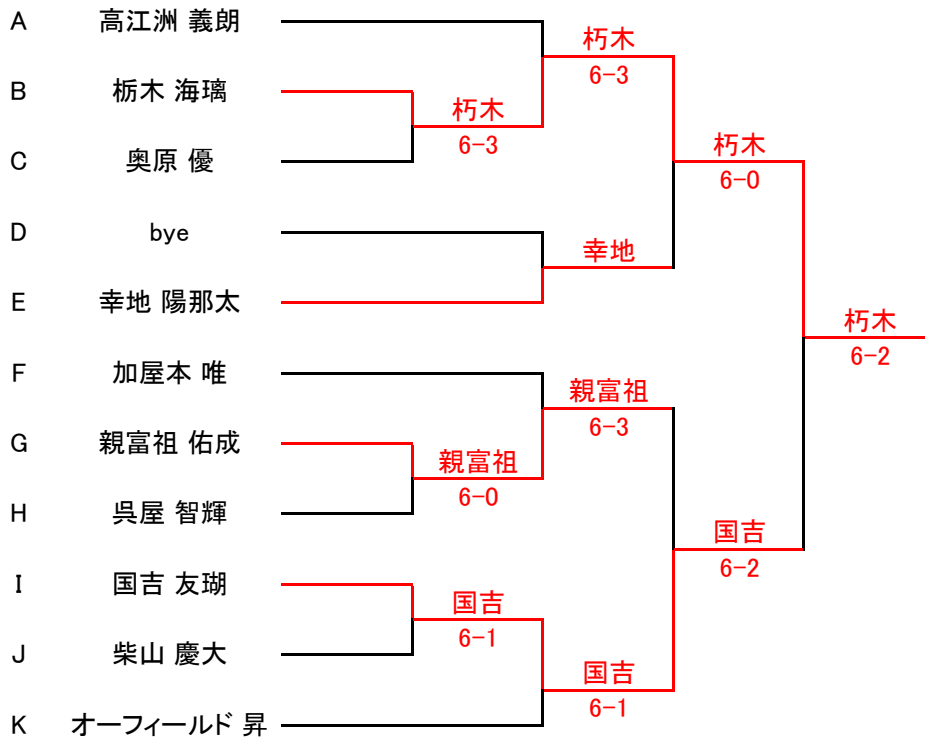 A 高江洲 義朗
朽木
6-3
B 栃木 海璃
朽木
6-3
C 奥原 優
朽木
6-0
D bye
幸地
E 幸地 陽那太
朽木
6-2
F 加屋本 唯
親富祖
6-3
G 親富祖 佑成
親富祖
6-0
H 呉屋 智輝
国吉
6-2
I 国吉 友瑚
国吉
6-1
J 柴山 慶大
国吉
6-1
K オーフィールド 昇